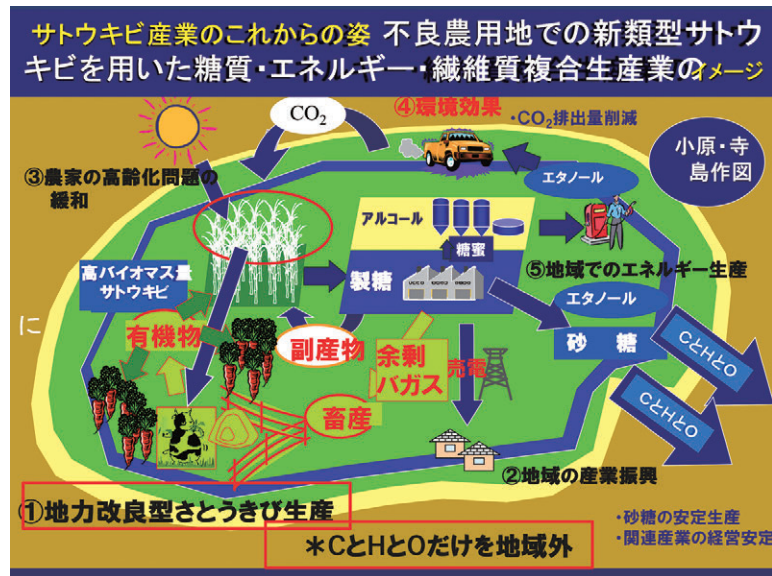 サトウキビ産業のこれからの姿 不良農用地での新類型サトウ
キビを用いた糖質・エネルギー・繊維質複合生産業のイメージ
CO2
④環境効果
・CO2排出量削減
小原・寺
島作図
③農家の高齢化問題の
緩和
エタノール
アルコール
糖蜜
高バイオマス量
サトウキビ
製糖
⑤地域でのエネルギー生産
エタノール
に
有機物
副産物
余剰
バガス
売電
砂糖
CとHとO
CとHとO
畜産
②地域の産業振興
①地力改良型さとうきび生産
・砂糖の安定生産
・関連産業の経営安定
＊CとHとOだけを地域外